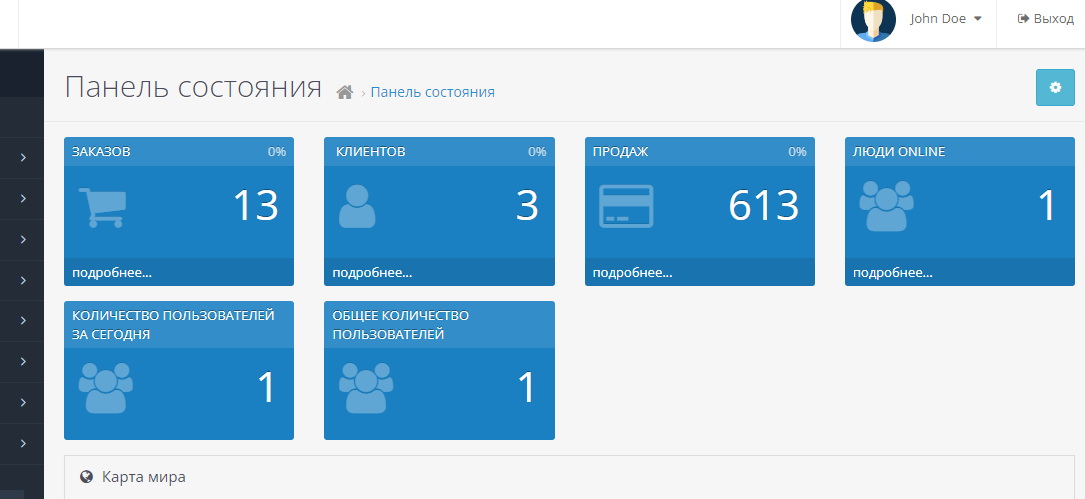 John Doe
Выход
Панель состояния
› Панель состояния
ЗАКАЗОВ 0%
13
подробнее...
КЛИЕНТОВ 0%
3
подробнее...
ПРОДАЖ 0%
613
подробнее...
ЛЮДИ ONLINE
1
подробнее...
КОЛИЧЕСТВО ПОЛЬЗОВАТЕЛЕЙ
ЗА СЕГОДНЯ
1
ОБЩЕЕ КОЛИЧЕСТВО
ПОЛЬЗОВАТЕЛЕЙ
1
Карта мира